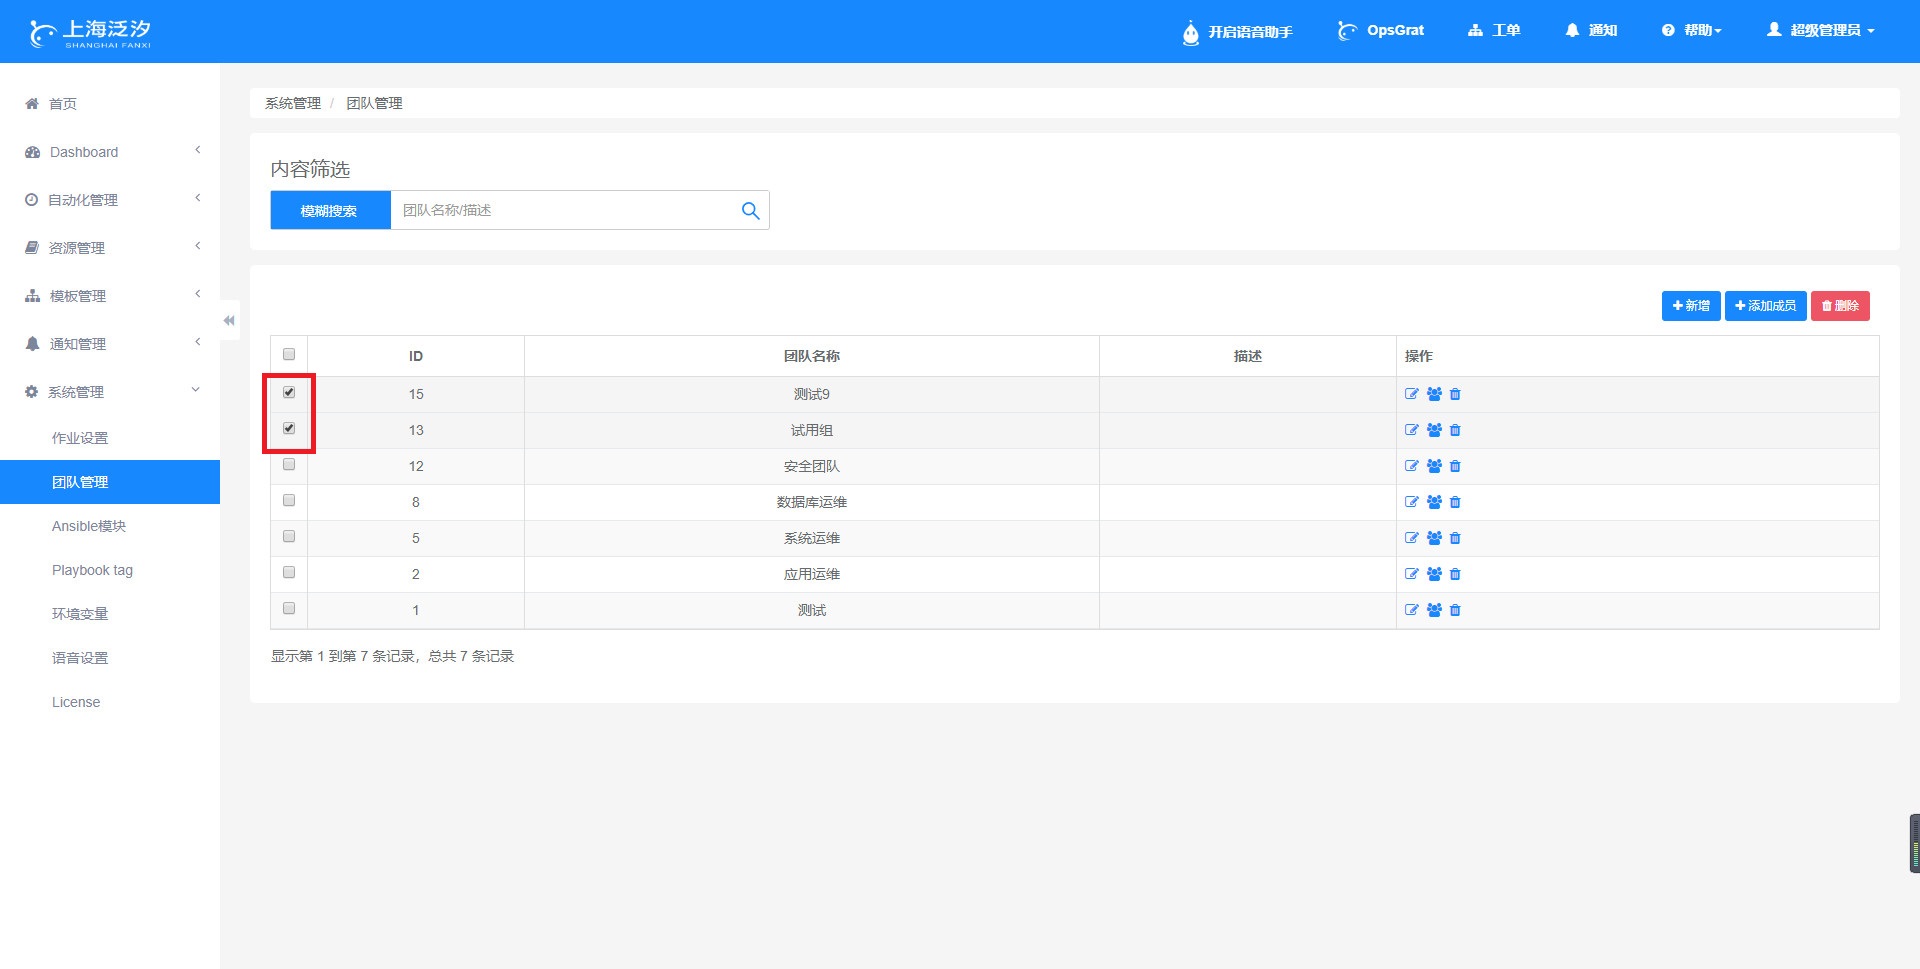 上海泛汐
SHANGHAI FANXI
开启语音助手
OpsGrat
工单
通知
帮助
超级管理员
首页
Dashboard
自动化管理
资源管理
模板管理
通知管理
系统管理
作业设置
团队管理
Ansible模块
Playbook tag
环境变量
语音设置
License
系统管理 / 团队管理
内容筛选
模糊搜索 团队名称/描述
新增 添加成员 删除
ID 团队名称 描述 操作
15 测试9
13 试用组
12 安全团队
8 数据库运维
5 系统运维
2 应用运维
1 测试
显示第 1 到第 7 条记录，总共 7 条记录